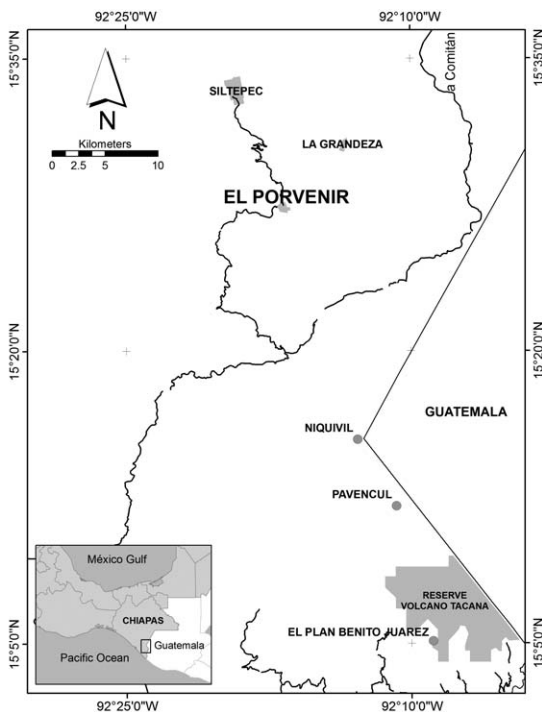 92°25'0"W
92°10'0"W
15°35'0"N
15°35'0"N
a Comitán
SILTEPEC
N
Kilometers
0 2.5 5 10
LA GRANDEZA
EL PORVENIR
15°20'0"N
15°20'0"N
GUATEMALA
NIQUIVIL
PAVENCUL
RESERVE
VOLCANO TACANA
EL PLAN BENITO JUAREZ
México Gulf
CHIAPAS
Guatemala
Pacific Ocean
15°5'0"N
15°5'0"N
92°25'0"W
92°10'0"W